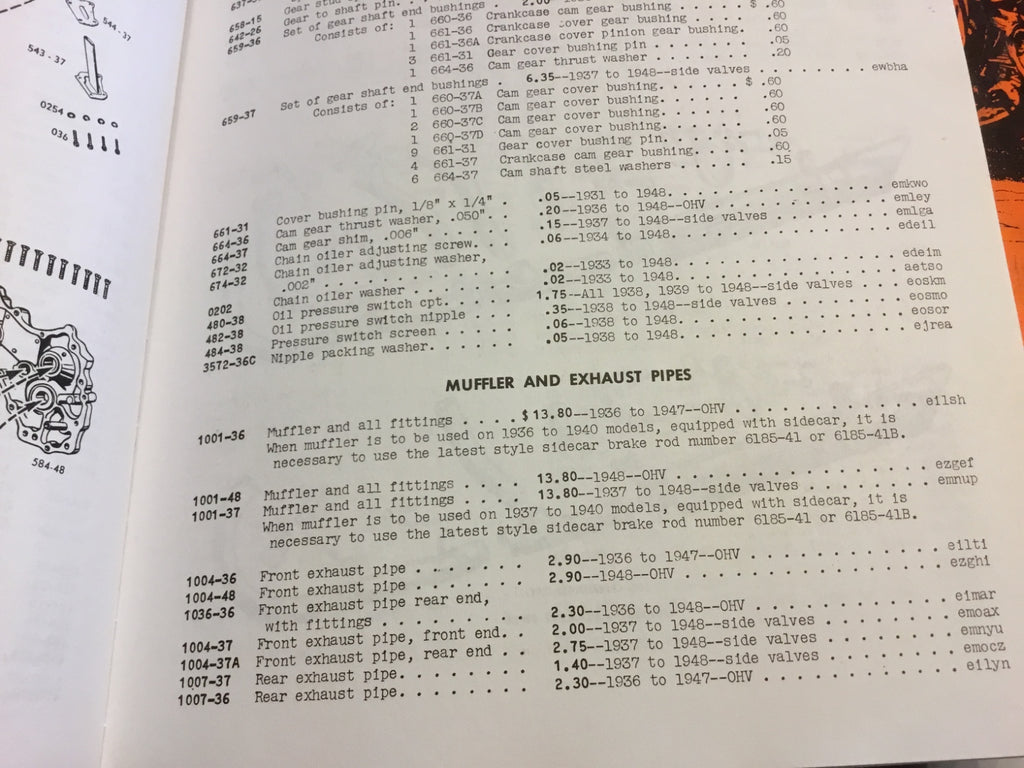 544-37
543-37
0254
036
584-48
658-15 Gear to shaft pin.
642-26 Set of gear shaft end bushings
659-36 Consists of: 1 660-36 Crankcase cam gear bushing . . . . . $ .60
1 661-36 Crankcase cover gear bushing . . . . .60
1 661-36A Crankcase cover pinion gear bushing. .60
3 661-31 Gear cover bushing pin . . . . . . . .05
1 664-36 Cam gear thrust washer . . . . . . . .20
659-37 Set of gear shaft end bushings . 6.35--1937 to 1948--side valves . . . . . . . ewbha
Consists of: 1 660-37A Cam gear cover bushing. . . . . . $ .60
1 660-37B Cam gear cover bushing. . . . . .60
2 660-37C Cam gear cover bushing. . . . . .60
1 660-37D Cam gear cover bushing. . . . . .60
9 661-31 Gear cover bushing pin. . . . . .05
4 661-37 Crankcase cam gear bushing. . . . .60
6 664-37 Cam shaft steel washers . . . . . .15
661-31 Cover bushing pin, 1/8" x 1/4" . .05--1931 to 1948. . . . . . . . . . . . . emkwo
664-36 Cam gear thrust washer, .050". . .20--1936 to 1948--OHV . . . . . . . . . . emley
664-37 Cam gear shim, .006" . . . . . . .15--1937 to 1948--side valves . . . . . . emlga
672-32 Chain oiler adjusting screw. . . .06--1934 to 1948. . . . . . . . . . . . . edeil
674-32 Chain oiler adjusting washer,
.002" . . . . . . . . . . . . .02--1933 to 1948. . . . . . . . . . . . . edeim
0202 Chain oiler washer . . . . . . . .02--1933 to 1948. . . . . . . . . . . . . aetso
480-38 Oil pressure switch cpt. . . . . 1.75--All 1938, 1939 to 1948--side valves . . . eoskm
482-38 Oil pressure switch nipple . . . .35--1938 to 1948--side valves . . . . . . eosmo
484-38 Pressure switch screen . . . . . .06--1938 to 1948. . . . . . . . . . . . . eosor
3572-36C Nipple packing washer. . . . . . .05--1938 to 1948. . . . . . . . . . . . . ejrea
MUFFLER AND EXHAUST PIPES
1001-36 Muffler and all fittings . . . . .$13.80--1936 to 1947--OHV . . . . . . . . . . . eilsh
When muffler is to be used on 1936 to 1940 models, equipped with sidecar, it is
necessary to use the latest style sidecar brake rod number 6185-41 or 6185-41B.
1001-48 Muffler and all fittings . . . . 13.80--1948--OHV . . . . . . . . . . . . . . ezgef
1001-37 Muffler and all fittings . . . . 13.80--1937 to 1948--side valves . . . . . . . emnup
When muffler is to be used on 1937 to 1940 models, equipped with sidecar, it is
necessary to use the latest style sidecar brake rod number 6185-41 or 6185-41B.
1004-36 Front exhaust pipe . . . . . . . 2.90--1936 to 1947--OHV . . . . . . . . . . . eilti
1004-48 Front exhaust pipe . . . . . . . 2.90--1948--OHV . . . . . . . . . . . . . . ezghi
1036-36 Front exhaust pipe rear end,
with fittings . . . . . . . . . 2.30--1936 to 1948--OHV . . . . . . . . . . . eimar
1004-37 Front exhaust pipe, front end. . 2.00--1937 to 1948--side valves . . . . . . . emoax
1004-37A Front exhaust pipe, rear end . . 2.75--1937 to 1948--side valves . . . . . . . emnyu
1007-37 Rear exhaust pipe. . . . . . . . 1.40--1937 to 1948--side valves . . . . . . . emocz
1007-36 Rear exhaust pipe. . . . . . . . 2.30--1936 to 1947--OHV . . . . . . . . . . . eilyn